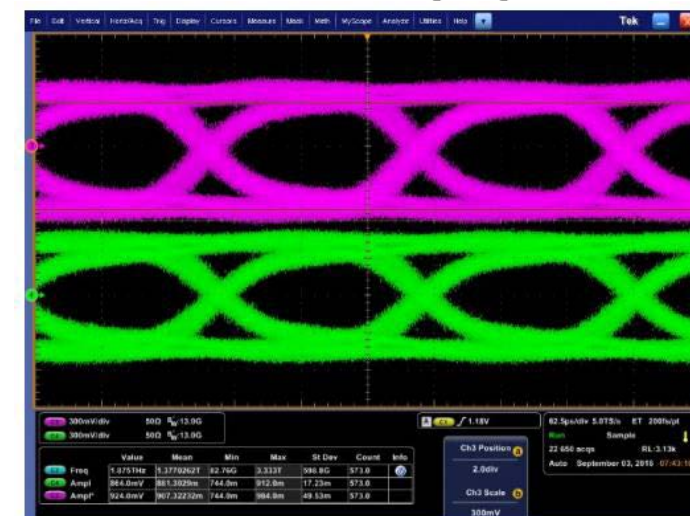 File Edit Vertical Horiz/Acq Trig Display Cursors Measure Mask Math MyScope Analyze Utilities Help Tek
300mV/div 50Ω :13.0G
300mV/div 50Ω :13.0G
1.18V
62.5ps/div 5.0TS/s ET 200fs/pt
Run Sample
22 650 acqs RL:3.13k
Auto September 03, 2016
Value Mean Min Max St Dev Count Info
Freq 1.075THz 1.3770262T 82.76G 3.333T 590.8G 573.0
Ampl 864.0mV 881.3029m 744.0m 912.0m 17.23m 573.0
Ampl* 924.0mV 907.32232m 744.0m 984.0m 49.53m 573.0
Ch3 Position a
2.0div
Ch3 Scale b
300mV